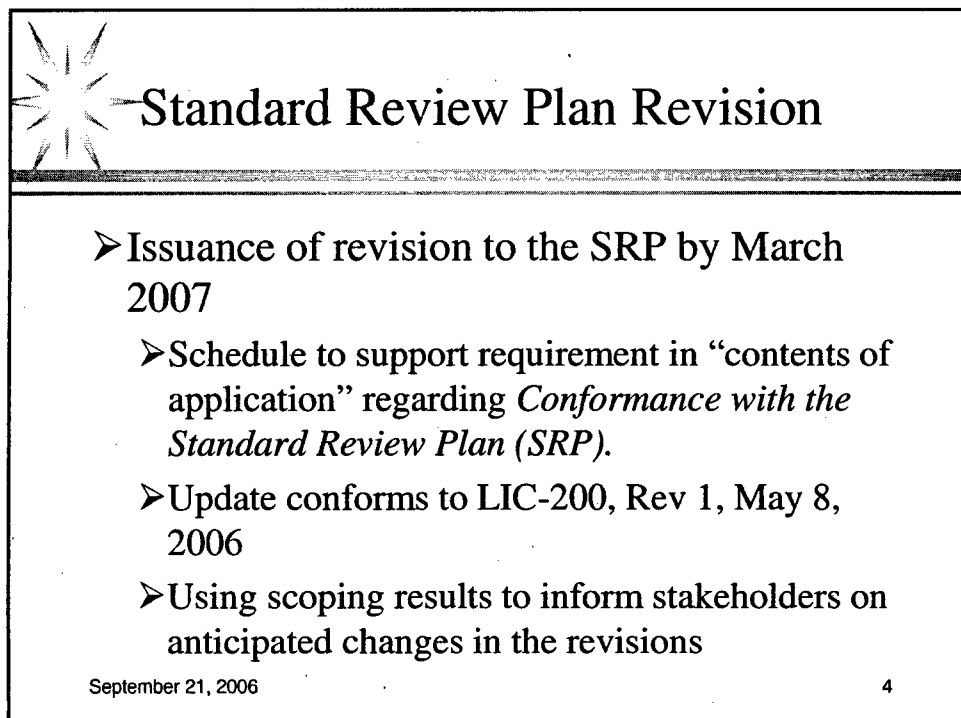 Standard Review Plan Revision
➢Issuance of revision to the SRP by March
2007
➢Schedule to support requirement in “contents of
application” regarding Conformance with the
Standard Review Plan (SRP).
➢Update conforms to LIC-200, Rev 1, May 8,
2006
➢Using scoping results to inform stakeholders on
anticipated changes in the revisions
September 21, 2006
4